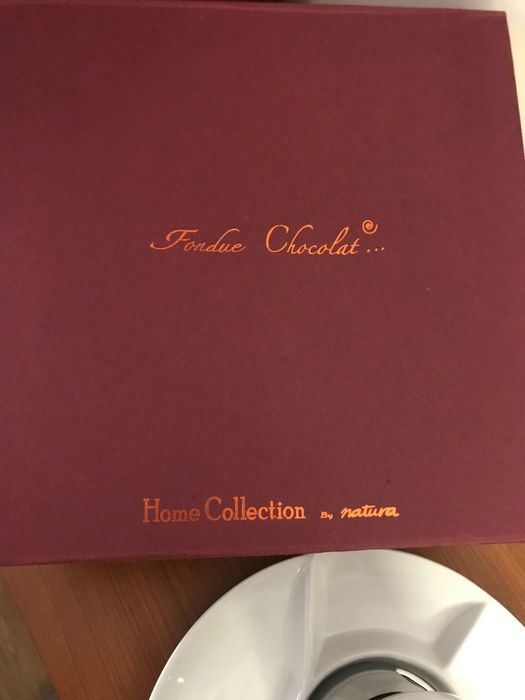 Fondue Chocolat...
Home Collection By natura